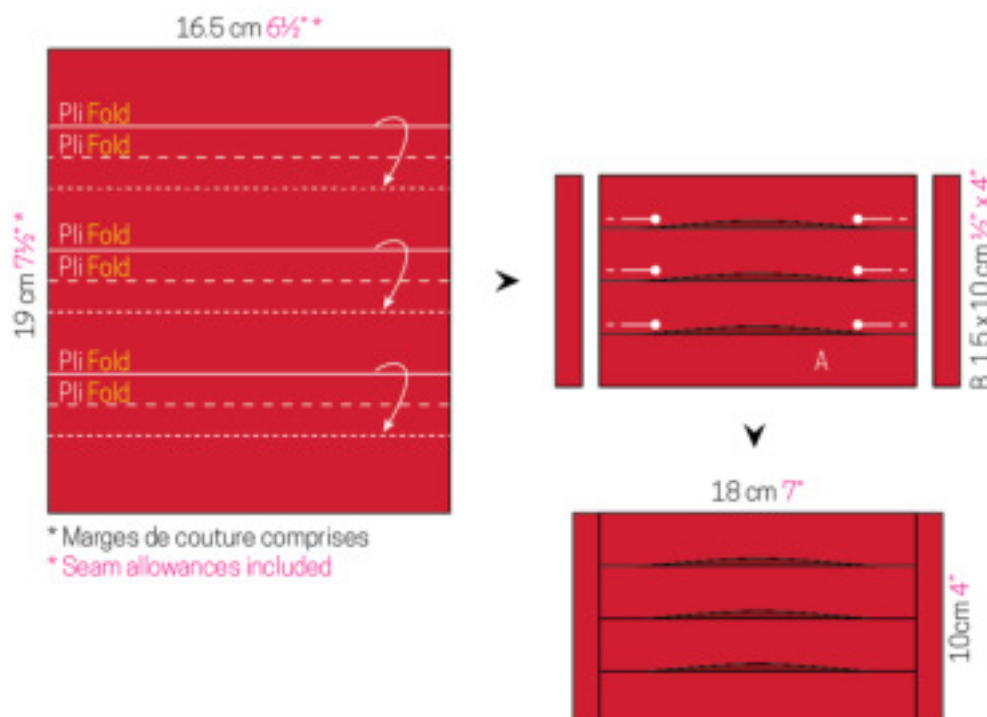 16.5 cm 6½" *
Pli Fold
Pli Fold
Pli Fold
Pli Fold
Pli Fold
Pli Fold
19 cm 7½" *
* Marges de couture comprises
* Seam allowances included
A
B 1.5 x 10 cm ½" x 4"
18 cm 7"
10cm 4"